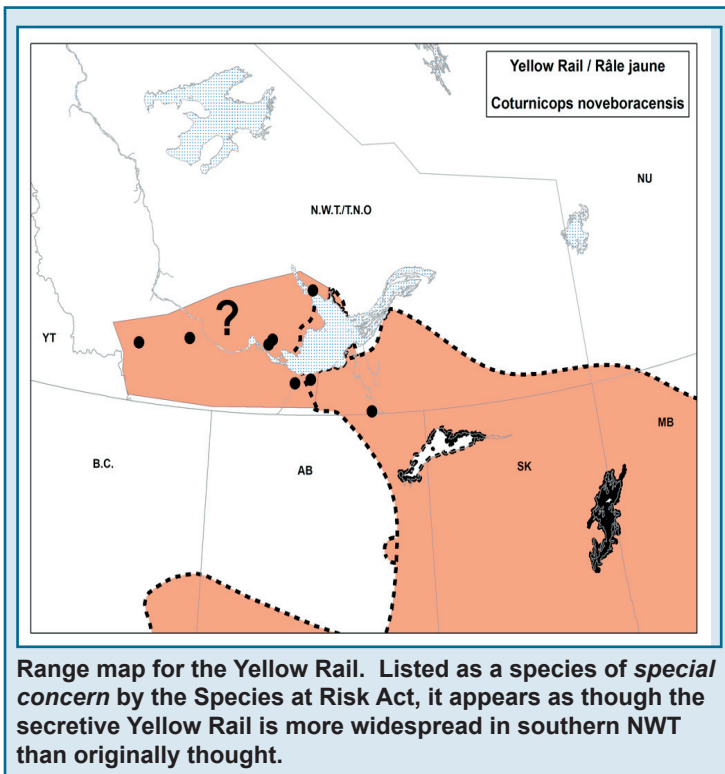 Yellow Rail / Râle jaune
Coturnicops noveboracensis
NU
N.W.T./T.N.O
?
YT
MB
B.C.
AB
SK
Range map for the Yellow Rail. Listed as a species of special
concern by the Species at Risk Act, it appears as though the
secretive Yellow Rail is more widespread in southern NWT
than originally thought.